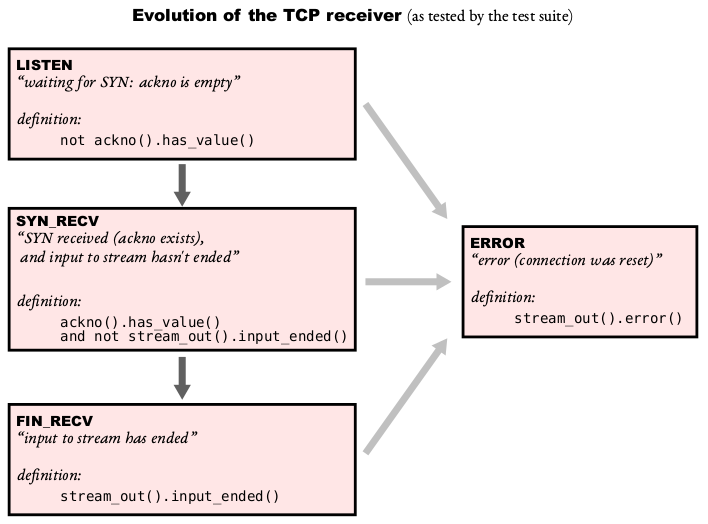 Evolution of the TCP receiver (as tested by the test suite)
LISTEN
“waiting for SYN: ackno is empty”
definition:
not ackno().has_value()
SYN_RECV
“SYN received (ackno exists),
and input to stream hasn't ended”
definition:
ackno().has_value()
and not stream_out().input_ended()
FIN_RECV
“input to stream has ended”
definition:
stream_out().input_ended()
ERROR
“error (connection was reset)”
definition:
stream_out().error()